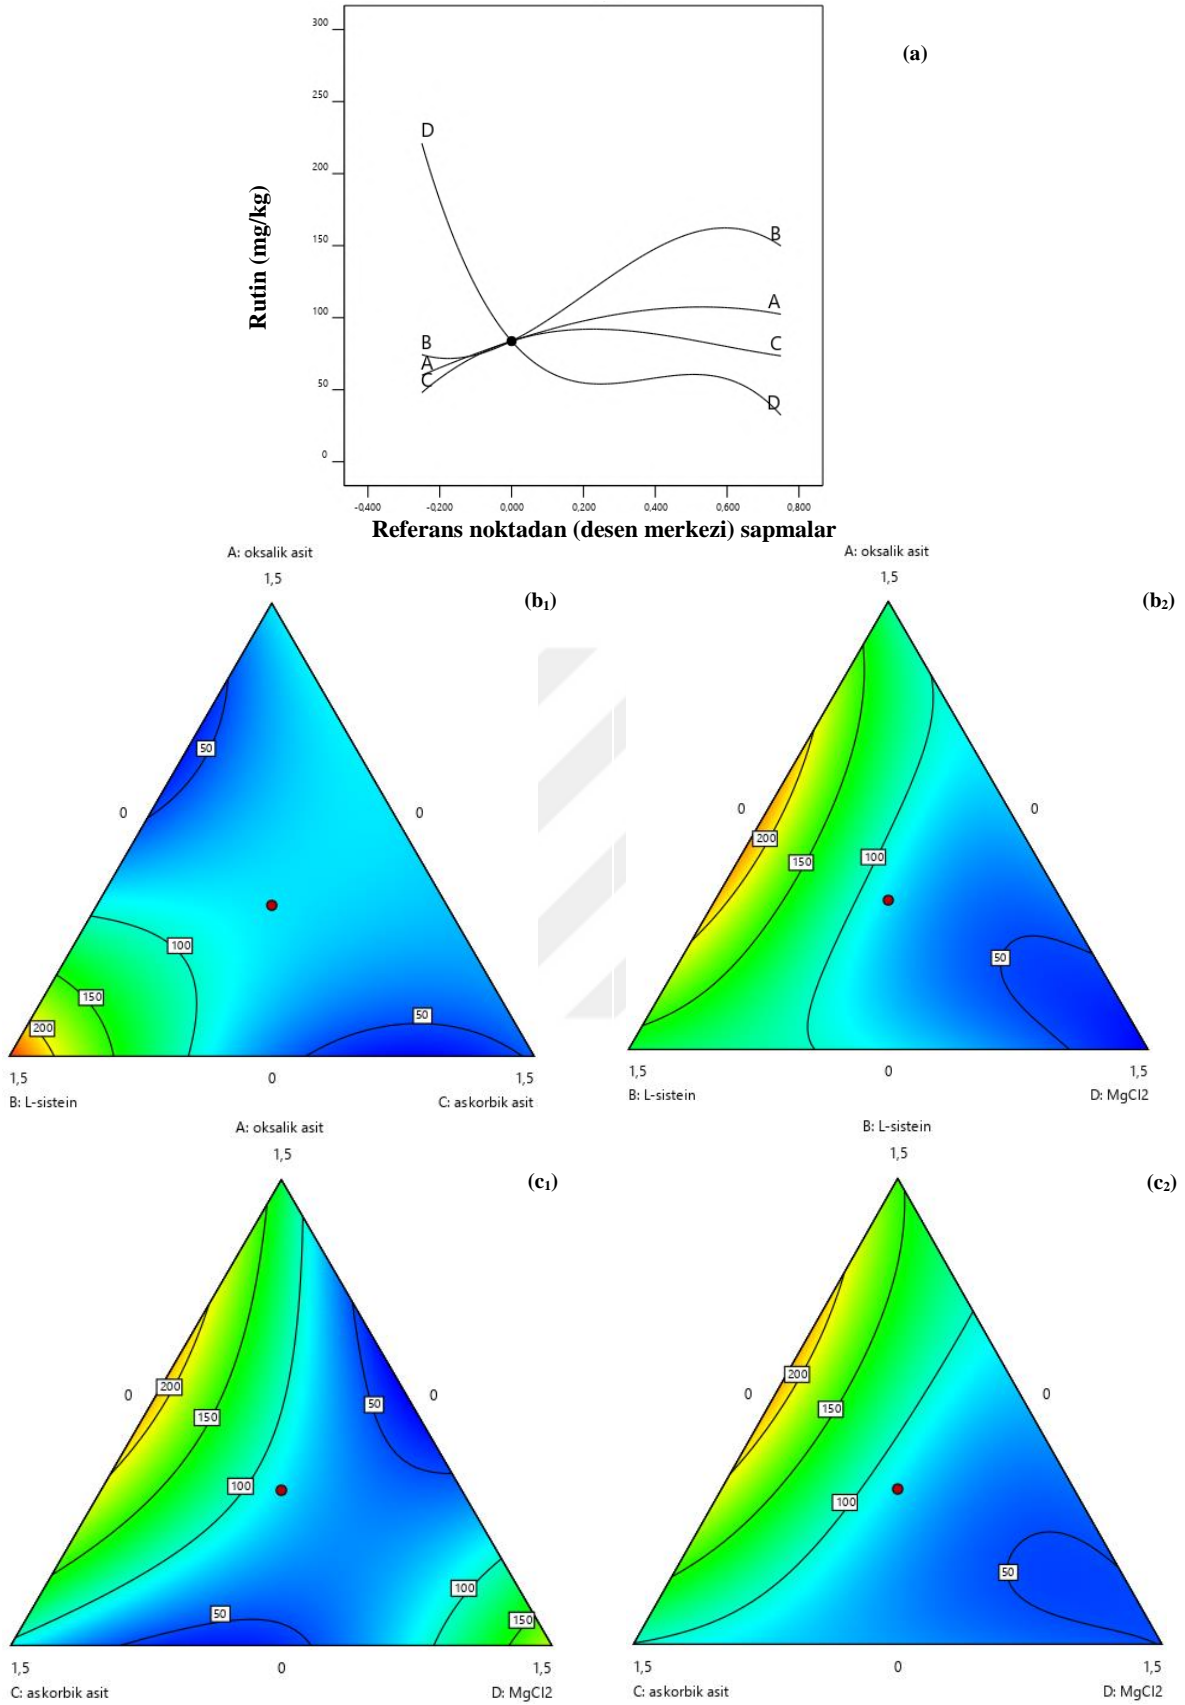 300
(a)
250
D
200
Rutin (mg/kg)
150
B
A
100
B
A
C
C
50
D
0
-0,400 -0,200 0,000 0,200 0,400 0,600 0,800
Referans noktadan (desen merkezi) sapmalar
A: oksalik asit
1,5
(b1)
50
0 0
100
150
200
50
1,5 0 1,5
B: L-sistein C: askorbik asit
A: oksalik asit
1,5
(b2)
0 0
200
150
100
50
1,5 0 1,5
B: L-sistein D: MgCl2
A: oksalik asit
1,5
(c1)
200
0 0
50
150
100
100
50
150
1,5 0 1,5
C: askorbik asit D: MgCl2
B: L-sistein
1,5
(c2)
200
0 0
150
100
50
1,5 0 1,5
C: askorbik asit D: MgCl2